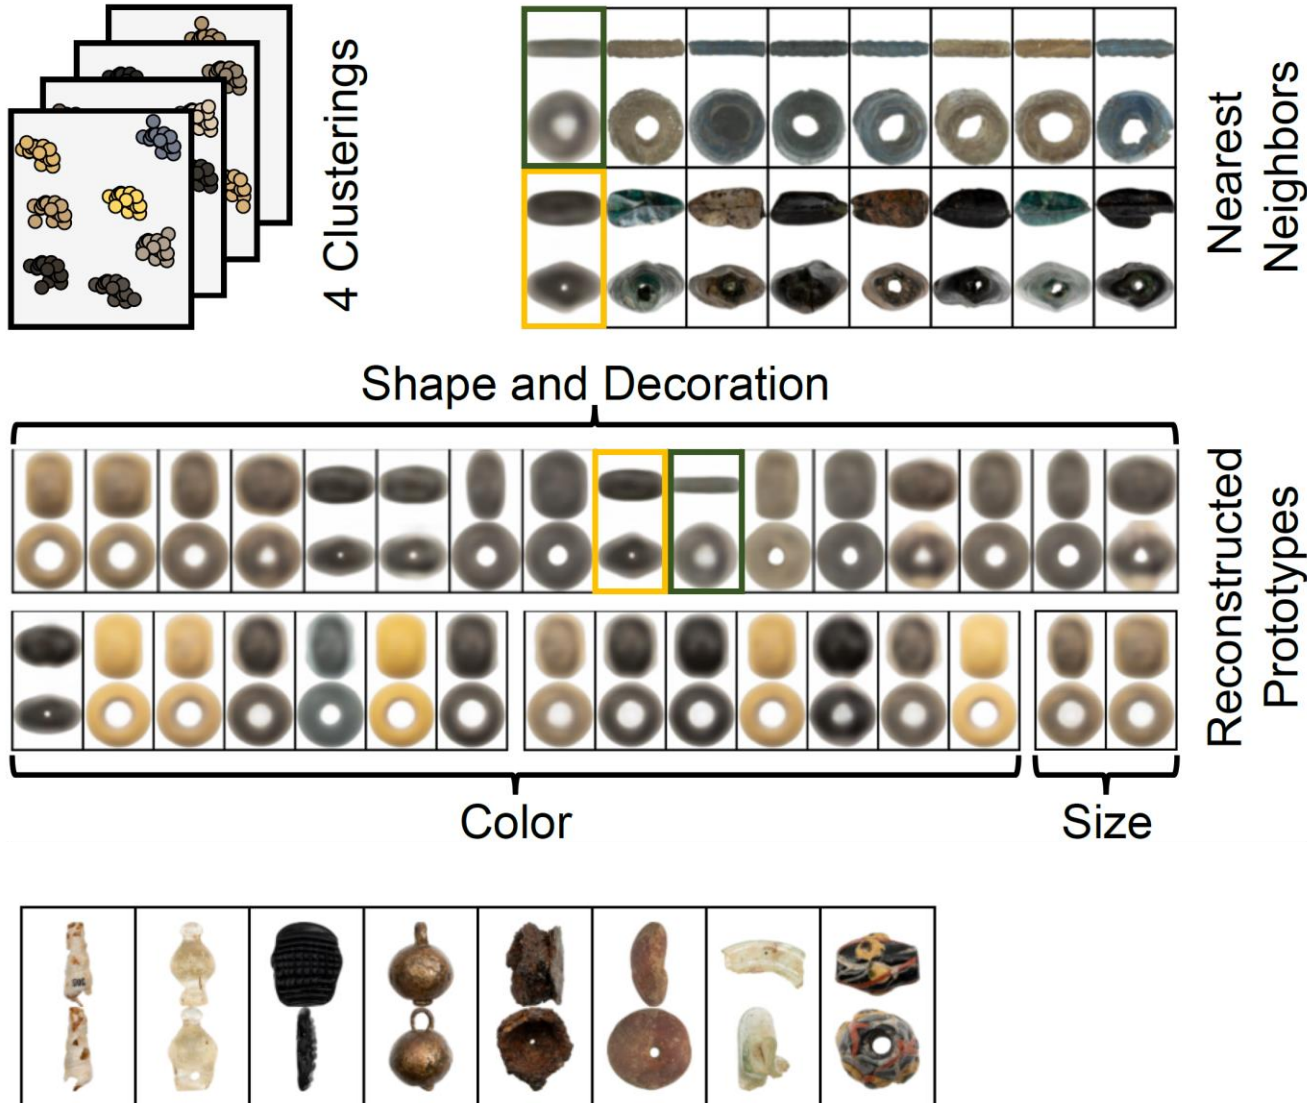 4 Clusterings
Nearest
Neighbors
Shape and Decoration
Reconstructed
Prototypes
Color
Size